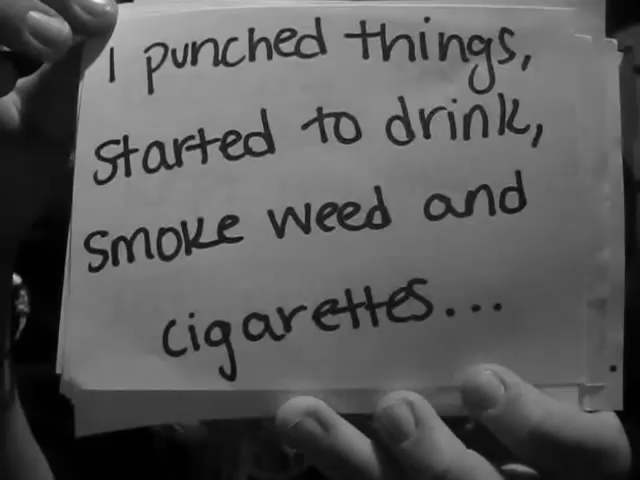 I punched things,
started to drink,
smoke weed and
cigarettes...